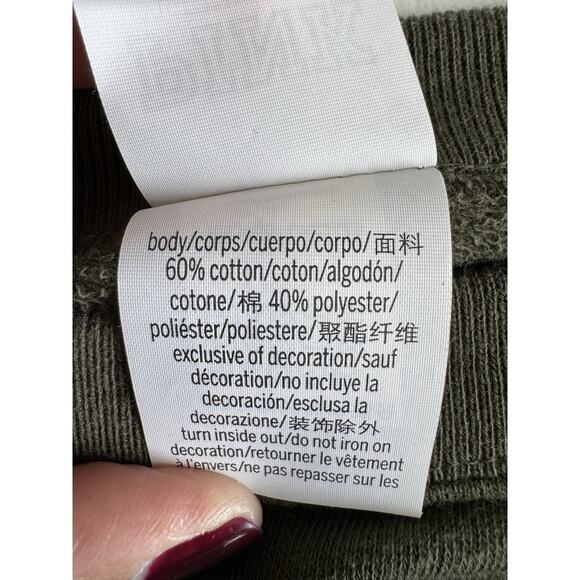 PINK
body/corps/cuerpo/corpo/面料
60% cotton/coton/algodón/
cotone/棉 40% polyester/
poliéster/poliestere/聚酯纤维
exclusive of decoration/sauf
décoration/no incluye la
decoración/esclusa la
decorazione/装饰除外
turn inside out/do not iron on
decoration/retourner le vêtement
à l'envers/ne pas repasser sur les